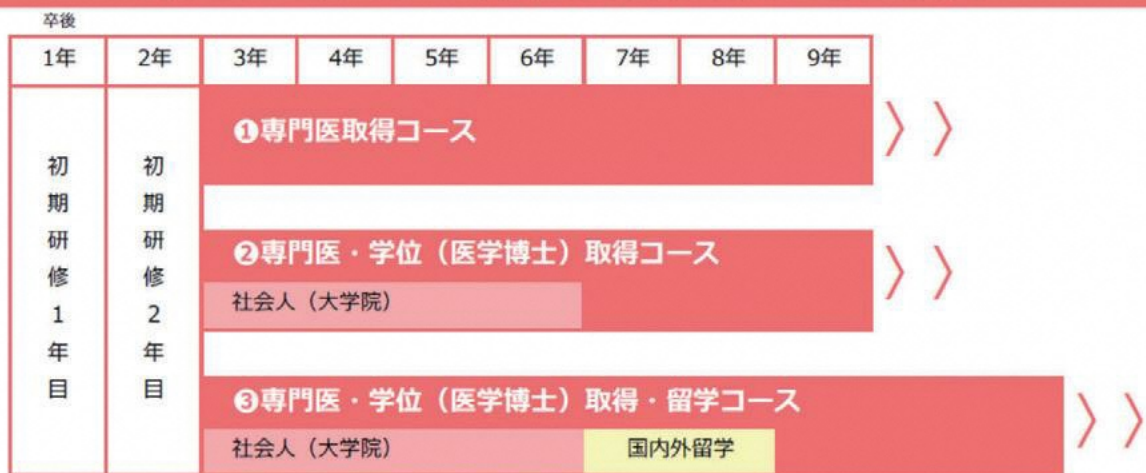 卒後
1年 2年 3年 4年 5年 6年 7年 8年 9年
初期研修1年目
初期研修2年目
❶専門医取得コース
❷専門医・学位（医学博士）取得コース
社会人（大学院）
❸専門医・学位（医学博士）取得・留学コース
社会人（大学院） 国内外留学